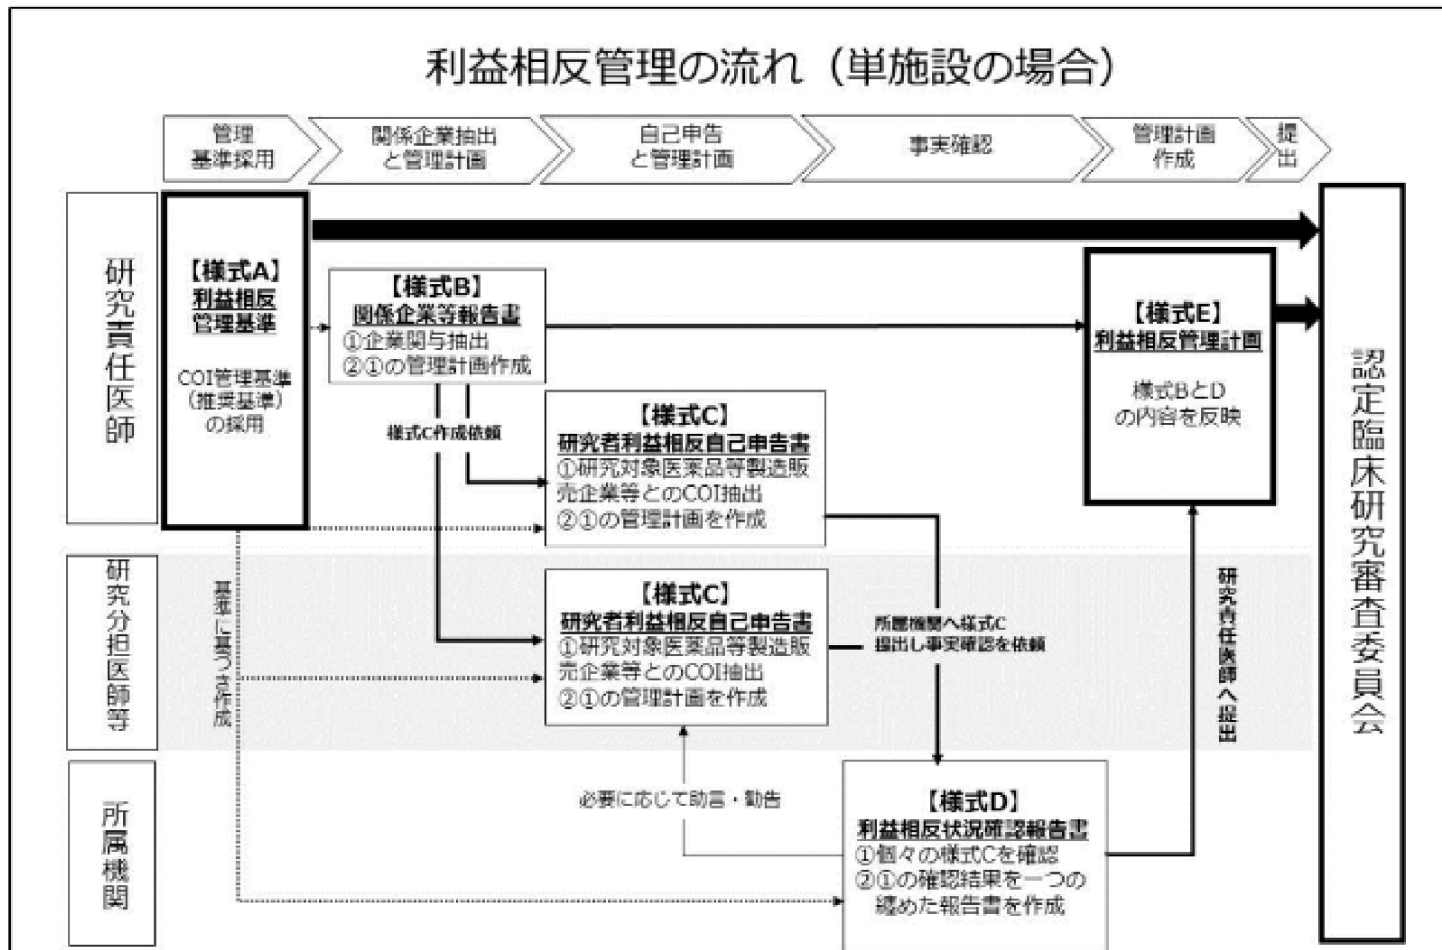 利益相反管理の流れ（単施設の場合）
管理
基準採用
関係企業抽出
と管理計画
自己申告
と管理計画
事実確認
管理計画
作成
提出
研究責任医師
【様式A】
利益相反
管理基準
COI管理基準
（推奨基準）
の採用
【様式B】
関係企業等報告書
①企業関与抽出
②①の管理計画作成
様式C作成依頼
【様式C】
研究者利益相反自己申告書
①研究対象医薬品等製造販
売企業等とのCOI抽出
②①の管理計画を作成
【様式E】
利益相反管理計画
様式BとD
の内容を反映
認定臨床研究審査委員会
研究分担医師等
基準に基づき作成
【様式C】
研究者利益相反自己申告書
①研究対象医薬品等製造販
売企業等とのCOI抽出
②①の管理計画を作成
所属機関へ様式C
提出し事実確認を依頼
研究責任医師へ提出
所属機関
必要に応じて助言・勧告
【様式D】
利益相反状況確認報告書
①個々の様式Cを確認
②①の確認結果を一つの
纏めた報告書を作成